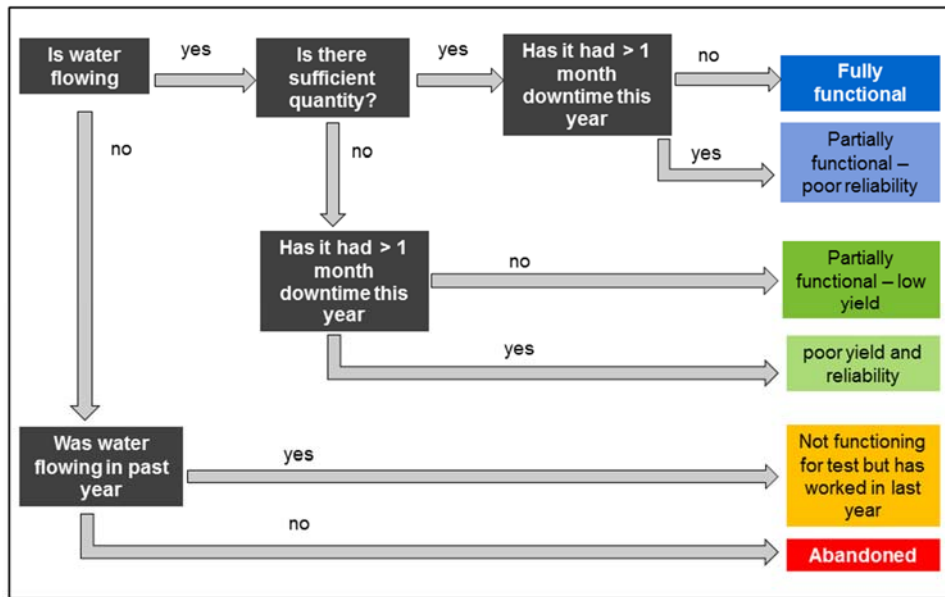 Is water
flowing
yes
Is there
sufficient
quantity?
yes
Has it had > 1
month
downtime this
year
no
Fully
functional
yes
Partially
functional –
poor reliability
no
no
Has it had > 1
month
downtime this
year
no
Partially
functional – low
yield
yes
poor yield and
reliability
Was water
flowing in past
year
yes
Not functioning
for test but has
worked in last
year
no
Abandoned